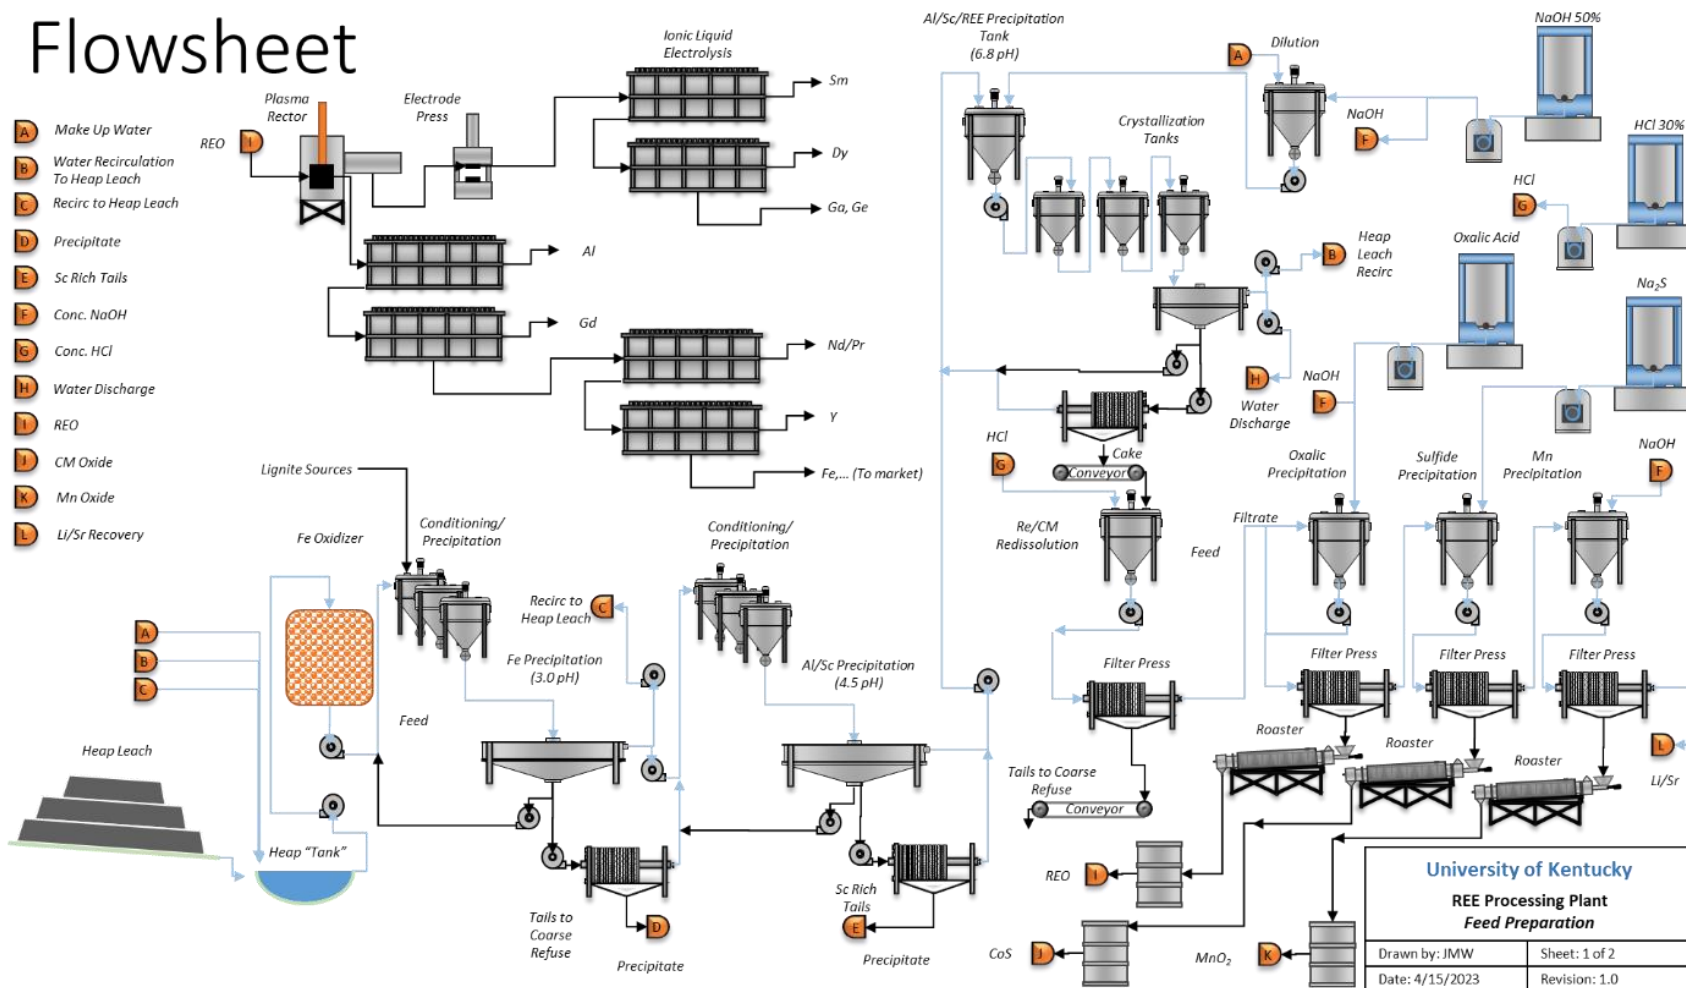 Flowsheet
A Make Up Water
B Water Recirculation
To Heap Leach
C Recirc to Heap Leach
D Precipitate
E Sc Rich Tails
F Conc. NaOH
G Conc. HCl
H Water Discharge
I REO
J CM Oxide
K Mn Oxide
L Li/Sr Recovery
REO
I
Plasma
Rector
Electrode
Press
Ionic Liquid
Electrolysis
Sm
Dy
Ga, Ge
Al
Gd
Nd/Pr
Y
Fe,... (To market)
Al/Sc/REE Precipitation
Tank
(6.8 pH)
A
Dilution
NaOH 50%
NaOH
F
HCl 30%
HCl
G
Crystallization
Tanks
B
Heap
Leach
Recirc
Oxalic Acid
Na₂S
H
Water
Discharge
NaOH
F
HCl
G
Cake
Conveyor
Oxalic
Precipitation
Sulfide
Precipitation
Mn
Precipitation
NaOH
F
Re/CM
Redissolution
Filtrate
Feed
Lignite Sources
Fe Oxidizer
Conditioning/
Precipitation
Conditioning/
Precipitation
Recirc to
Heap Leach
C
A
B
C
Fe Precipitation
(3.0 pH)
Al/Sc Precipitation
(4.5 pH)
Feed
Filter Press
Filter Press
Filter Press
Filter Press
Heap Leach
Heap "Tank"
Roaster
Roaster
Roaster
L
Li/Sr
Tails to Coarse
Refuse
Conveyor
Tails to
Coarse
Refuse
D
Precipitate
Sc Rich
Tails
E
Precipitate
REO
I
CoS
J
MnO₂
K
University of Kentucky
REE Processing Plant
Feed Preparation
Drawn by: JMW
Sheet: 1 of 2
Date: 4/15/2023
Revision: 1.0